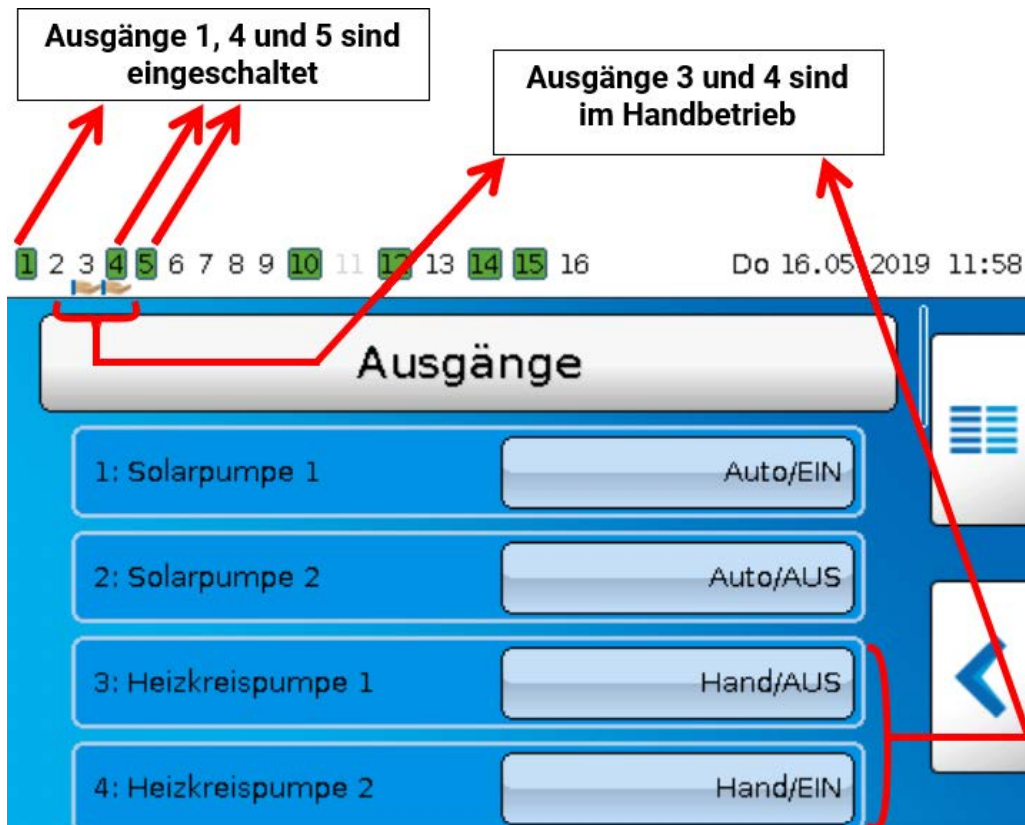 Ausgänge 1, 4 und 5 sind
eingeschaltet
Ausgänge 3 und 4 sind
im Handbetrieb
1 2 3 4 5 6 7 8 9 10 11 12 13 14 15 16 Do 16.05.2019 11:58
Ausgänge
1: Solarpumpe 1 Auto/EIN
2: Solarpumpe 2 Auto/AUS
3: Heizkreispumpe 1 Hand/AUS
4: Heizkreispumpe 2 Hand/EIN